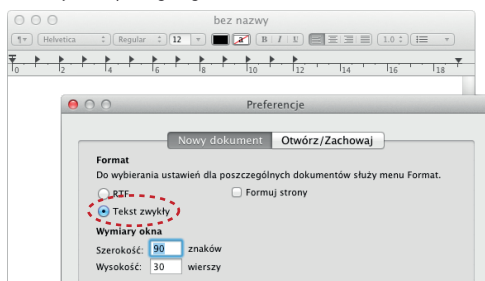 bez nazwy
Helvetica Regular 12 B I U 1.0
0 2 4 6 8 10 12 14 16 18
Preferencje
Nowy dokument Otwórz/Zachowaj
Format
Do wybierania ustawień dla poszczególnych dokumentów służy menu Format.
RTF Formuj strony
Tekst zwykły
Wymiary okna
Szerokość: 90 znaków
Wysokość: 30 wierszy